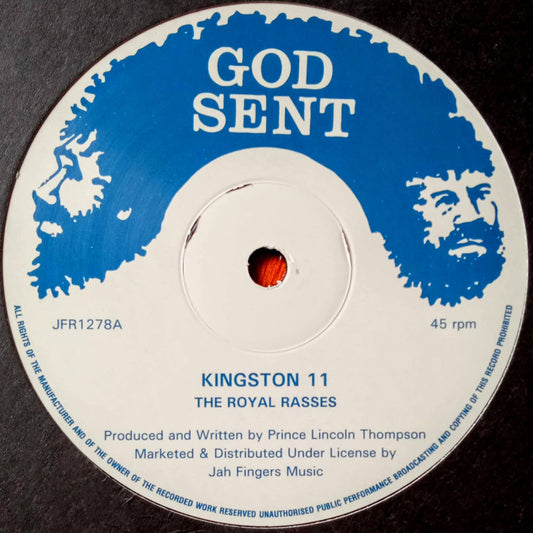 GOD
SENT
JFR1278A
45 rpm
KINGSTON 11
THE ROYAL RASSES
Produced and Written by Prince Lincoln Thompson
Marketed & Distributed Under License by
Jah Fingers Music
ALL RIGHTS OF THE MANUFACTURER AND OF THE OWNER OF THE RECORDED WORK RESERVED UNAUTHORISED PUBLIC PERFORMANCE BROADCASTING AND COPYING OF THIS RECORD PROHIBITED